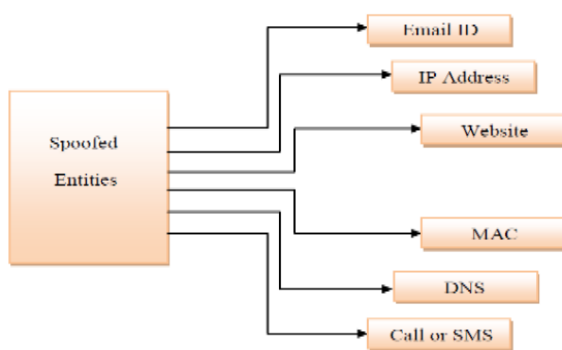 Spoofed
Entities
Email ID
IP Address
Website
MAC
DNS
Call or SMS